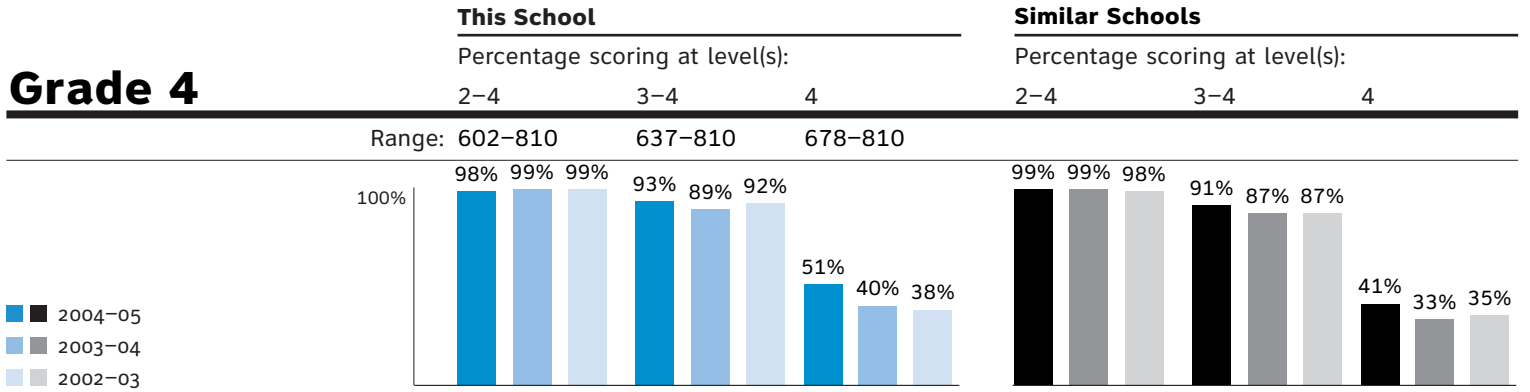 This School Similar Schools
Percentage scoring at level(s): Percentage scoring at level(s):
Grade 4 2–4 3–4 4 2–4 3–4 4
Range: 602–810 637–810 678–810
98% 99% 99% 93% 89% 92% 51% 40% 38% 99% 99% 98% 91% 87% 87% 41% 33% 35%
100%
2004–05
2003–04
2002–03